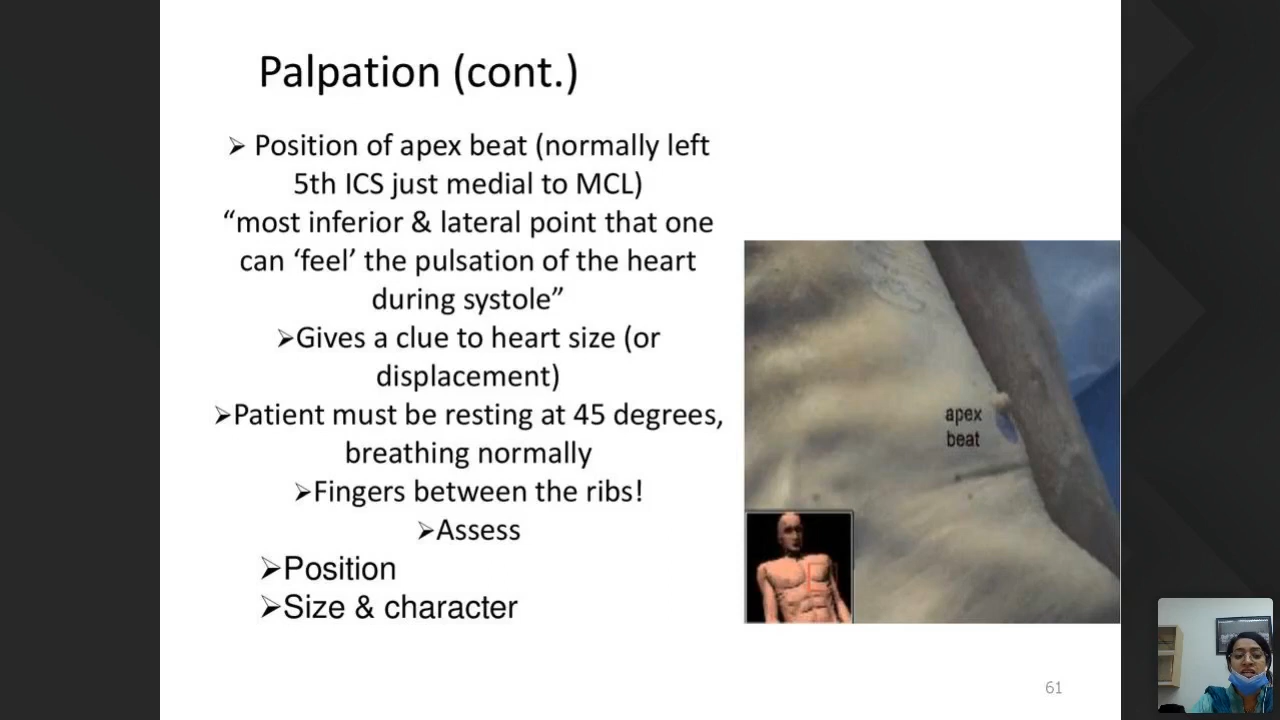 Palpation (cont.)
➢ Position of apex beat (normally left
5th ICS just medial to MCL)
“most inferior & lateral point that one
can ‘feel’ the pulsation of the heart
during systole”
➢Gives a clue to heart size (or
displacement)
➢Patient must be resting at 45 degrees,
breathing normally
➢Fingers between the ribs!
➢Assess
➢Position
➢Size & character
apex
beat
61